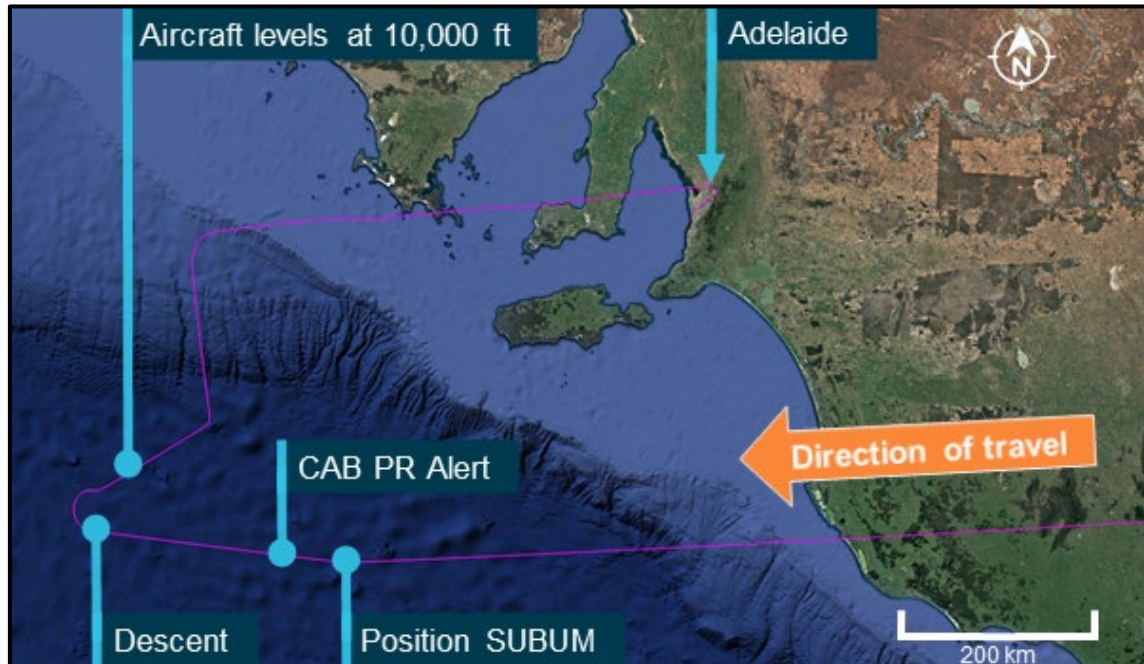 Aircraft levels at 10,000 ft
Adelaide
N
CAB PR Alert
Direction of travel
Descent
Position SUBUM
200 km